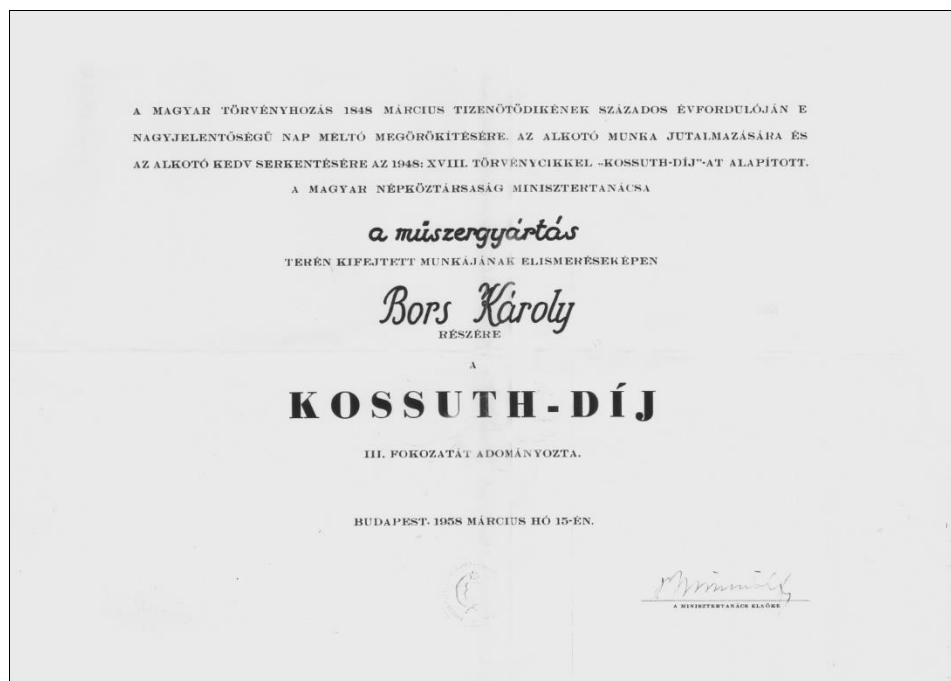 A MAGYAR TÖRVÉNYHOZÁS 1848 MÁRCIUS TIZENÖTÖDIKÉNEK SZÁZADOS ÉVFORDULÓJÁN E
NAGYJELENTŐSÉGŰ NAP MÉLTÓ MEGÖRÖKÍTÉSÉRE, AZ ALKOTÓ MUNKA JUTALMAZÁSÁRA ÉS
AZ ALKOTÓ KEDV SERKENTÉSÉRE AZ 1948: XVIII. TÖRVÉNYCIKKEL „KOSSUTH-DÍJ"-AT ALAPÍTOTT.
A MAGYAR NÉPKÖZTÁRSASÁG MINISZTERTANÁCSA
a műszergyártás
TERÉN KIFEJTETT MUNKÁJÁNAK ELISMERÉSEKÉPEN
Bors Károly
RÉSZÉRE
A
KOSSUTH-DÍJ
III. FOKOZATÁT ADOMÁNYOZTA.
BUDAPEST, 1958 MÁRCIUS HÓ 15-ÉN.
A MINISZTERTANÁCS ELNÖKE